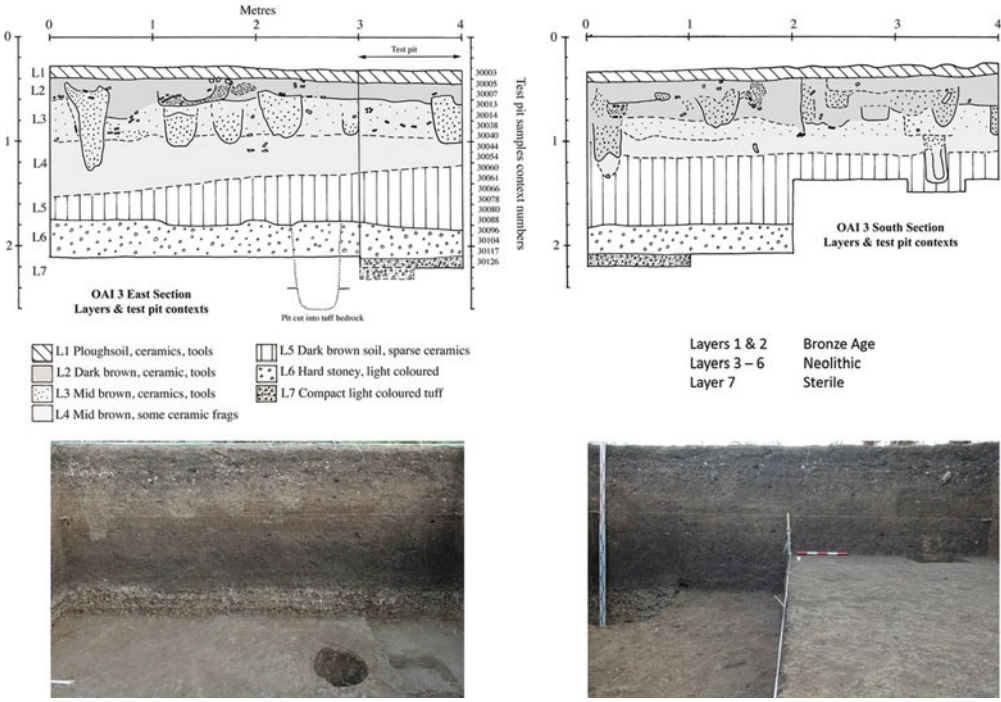 Metres
0 1 2 3 4
0 1 2 3 4
0
1
2
Test pit
L1
L2
L3
L4
L5
L6
L7
30003
30005
30007
30013
30014
30038
30040
30044
30054
30060
30061
30066
30078
30080
30088
30096
30104
30117
30126
Test pit samples context numbers
OAI 3 East Section
Layers & test pit contexts
Pit cut into tuff bedrock
0
1
2
OAI 3 South Section
Layers & test pit contexts
L1 Ploughsoil, ceramics, tools
L2 Dark brown, ceramic, tools
L3 Mid brown, ceramics, tools
L4 Mid brown, some ceramic frags
L5 Dark brown soil, sparse ceramics
L6 Hard stoney, light coloured
L7 Compact light coloured tuff
Layers 1 & 2 Bronze Age
Layers 3 – 6 Neolithic
Layer 7 Sterile